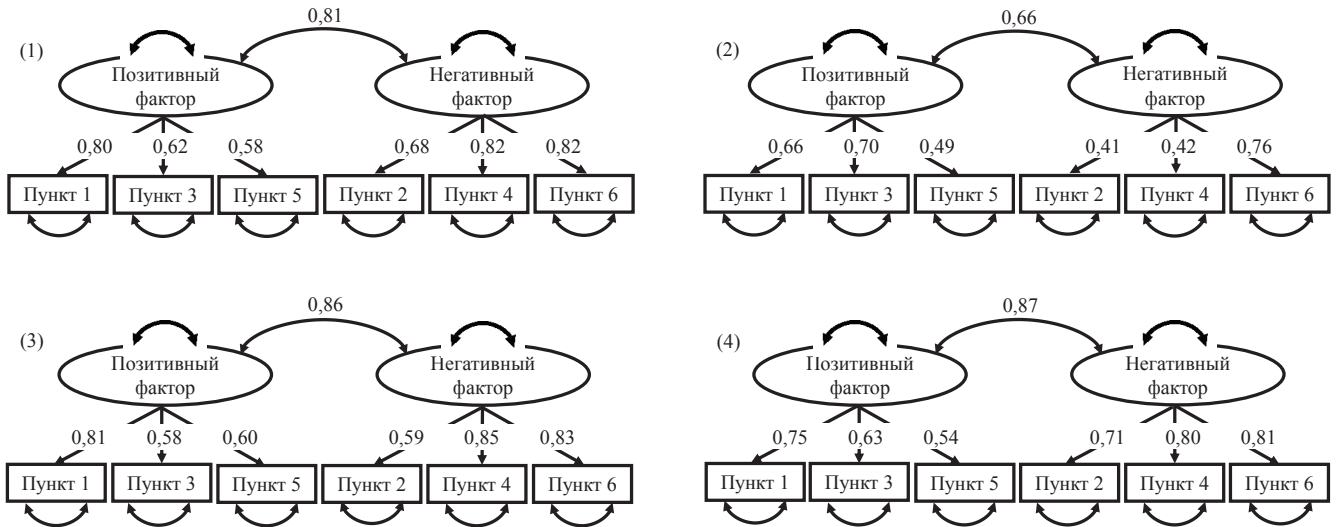 0,81
(1)
Позитивный
фактор
Негативный
фактор
0,80 0,62 0,58 0,68 0,82 0,82
Пункт 1 Пункт 3 Пункт 5 Пункт 2 Пункт 4 Пункт 6
0,66
(2)
Позитивный
фактор
Негативный
фактор
0,66 0,70 0,49 0,41 0,42 0,76
Пункт 1 Пункт 3 Пункт 5 Пункт 2 Пункт 4 Пункт 6
0,86
(3)
Позитивный
фактор
Негативный
фактор
0,81 0,58 0,60 0,59 0,85 0,83
Пункт 1 Пункт 3 Пункт 5 Пункт 2 Пункт 4 Пункт 6
0,87
(4)
Позитивный
фактор
Негативный
фактор
0,75 0,63 0,54 0,71 0,80 0,81
Пункт 1 Пункт 3 Пункт 5 Пункт 2 Пункт 4 Пункт 6